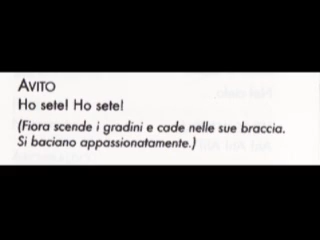 AVITO
Ho sete! Ho sete!
(Fiora scende i gradini e cade nelle sue braccia.
Si baciano appassionatamente.)